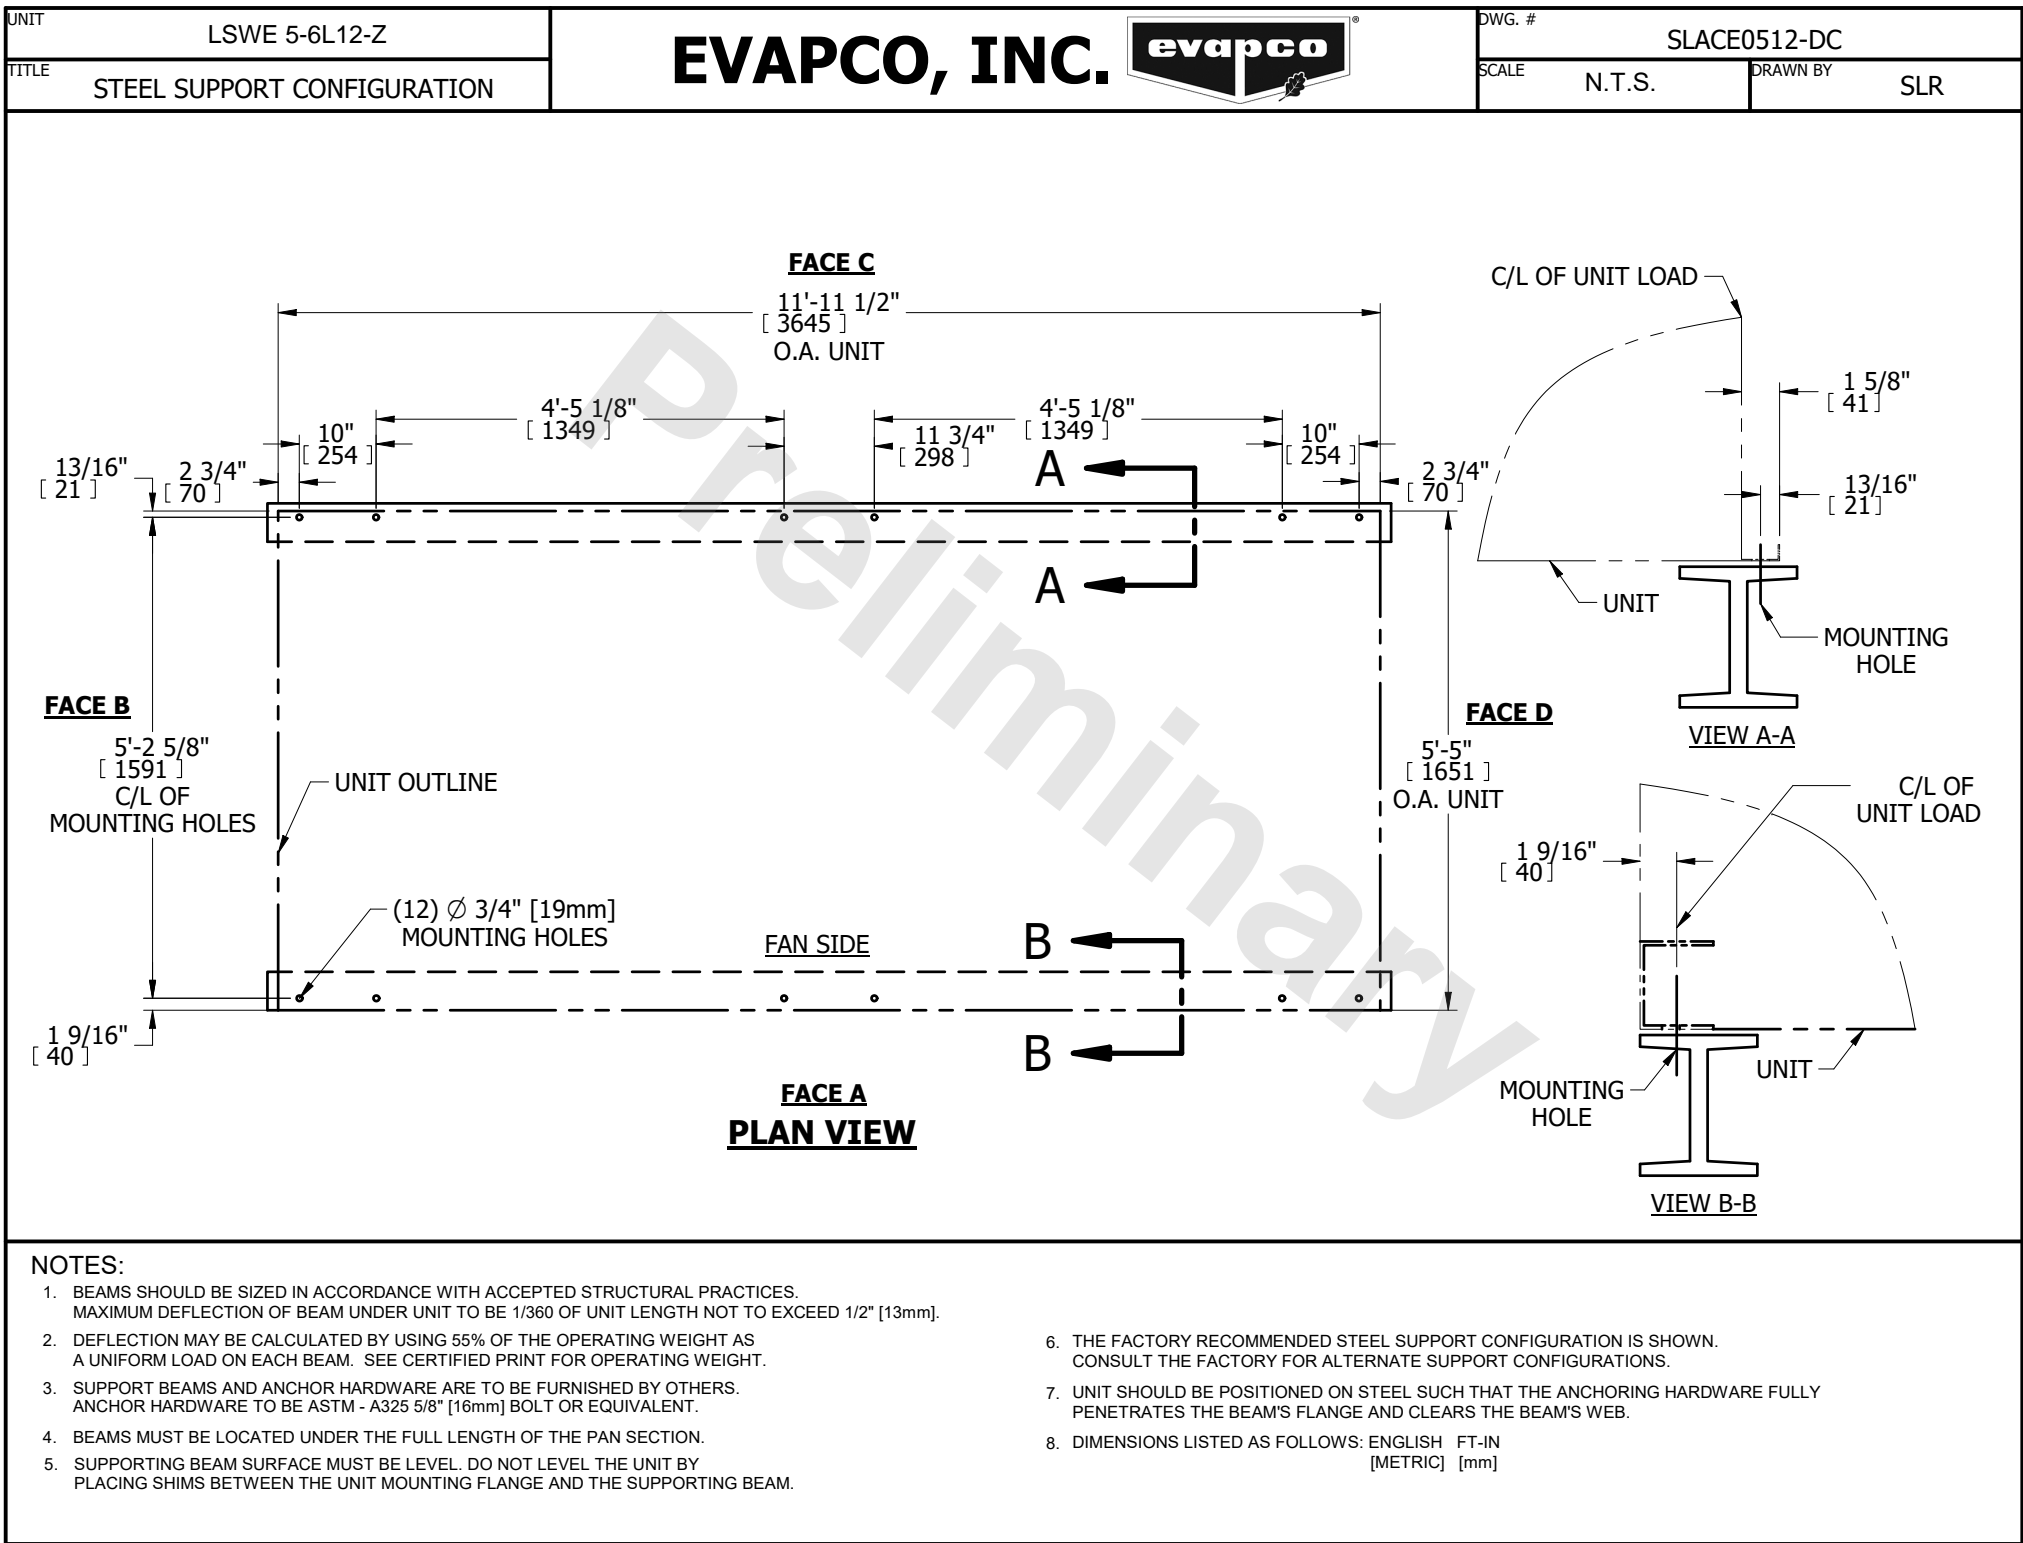 UNIT
LSWE 5-6L12-Z
TITLE
STEEL SUPPORT CONFIGURATION
EVAPCO, INC.
evapco
®
DWG. #
SLACE0512-DC
SCALE
N.T.S.
DRAWN BY
SLR
FACE C
11'-11 1/2"
[ 3645 ]
O.A. UNIT
4'-5 1/8"
[ 1349 ]
4'-5 1/8"
[ 1349 ]
10"
[ 254 ]
11 3/4"
[ 298 ]
10"
[ 254 ]
13/16"
[ 21 ]
2 3/4"
[ 70 ]
2 3/4"
[ 70 ]
A
A
FACE B
5'-2 5/8"
[ 1591 ]
C/L OF
MOUNTING HOLES
UNIT OUTLINE
FACE D
5'-5"
[ 1651 ]
O.A. UNIT
(12) ∅ 3/4" [19mm]
MOUNTING HOLES
FAN SIDE
B
B
1 9/16"
[ 40 ]
FACE A
PLAN VIEW
Preliminary
C/L OF UNIT LOAD
1 5/8"
[ 41 ]
13/16"
[ 21 ]
UNIT
MOUNTING
HOLE
VIEW A-A
C/L OF
UNIT LOAD
1 9/16"
[ 40 ]
UNIT
MOUNTING
HOLE
VIEW B-B
NOTES:
1. BEAMS SHOULD BE SIZED IN ACCORDANCE WITH ACCEPTED STRUCTURAL PRACTICES.
MAXIMUM DEFLECTION OF BEAM UNDER UNIT TO BE 1/360 OF UNIT LENGTH NOT TO EXCEED 1/2" [13mm].
2. DEFLECTION MAY BE CALCULATED BY USING 55% OF THE OPERATING WEIGHT AS
A UNIFORM LOAD ON EACH BEAM. SEE CERTIFIED PRINT FOR OPERATING WEIGHT.
3. SUPPORT BEAMS AND ANCHOR HARDWARE ARE TO BE FURNISHED BY OTHERS.
ANCHOR HARDWARE TO BE ASTM - A325 5/8" [16mm] BOLT OR EQUIVALENT.
4. BEAMS MUST BE LOCATED UNDER THE FULL LENGTH OF THE PAN SECTION.
5. SUPPORTING BEAM SURFACE MUST BE LEVEL. DO NOT LEVEL THE UNIT BY
PLACING SHIMS BETWEEN THE UNIT MOUNTING FLANGE AND THE SUPPORTING BEAM.
6. THE FACTORY RECOMMENDED STEEL SUPPORT CONFIGURATION IS SHOWN.
CONSULT THE FACTORY FOR ALTERNATE SUPPORT CONFIGURATIONS.
7. UNIT SHOULD BE POSITIONED ON STEEL SUCH THAT THE ANCHORING HARDWARE FULLY
PENETRATES THE BEAM'S FLANGE AND CLEARS THE BEAM'S WEB.
8. DIMENSIONS LISTED AS FOLLOWS: ENGLISH FT-IN
[METRIC] [mm]